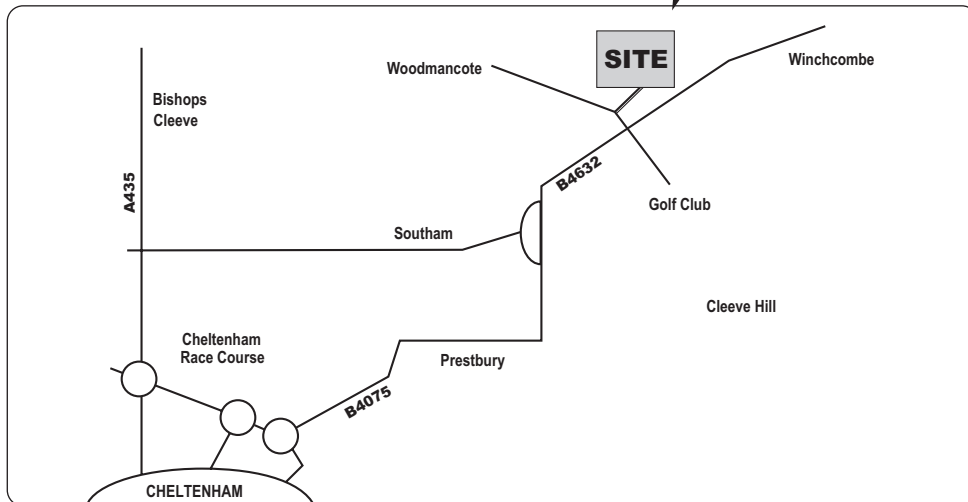 SITE
Woodmancote
Winchcombe
Bishops
Cleeve
A435
B4632
Golf Club
Southam
Cleeve Hill
Cheltenham
Race Course
Prestbury
B4075
CHELTENHAM